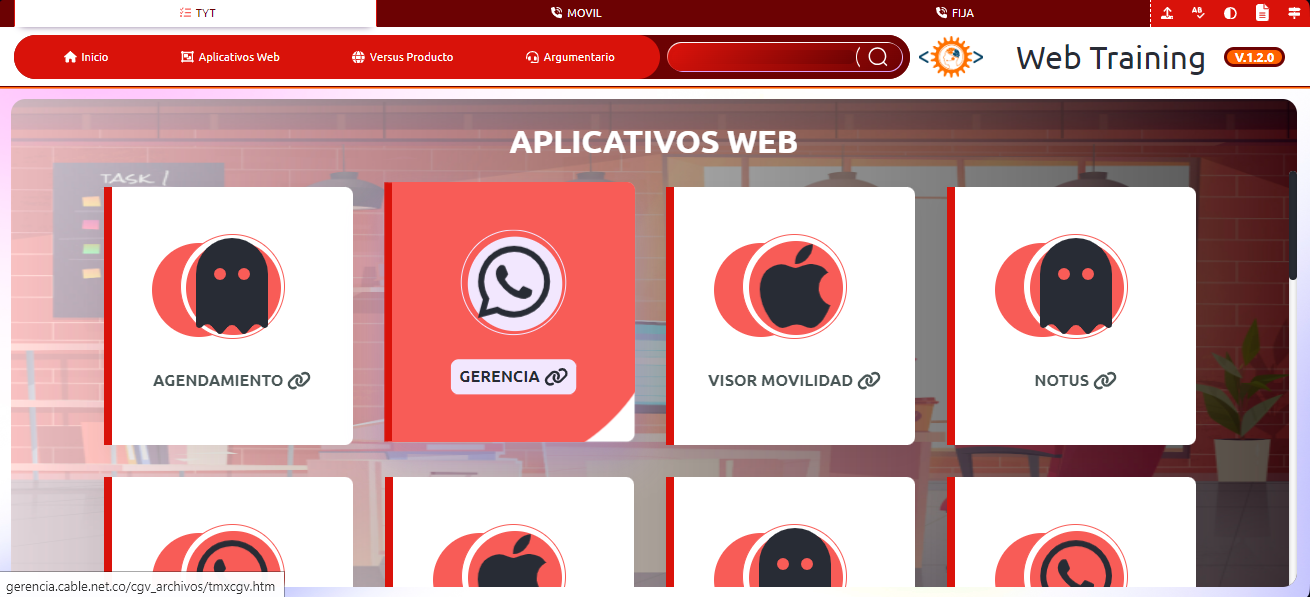 TYT
MOVIL
FIJA
AB
Inicio
Aplicativos Web
Versus Producto
Argumentario
Web Training
V.1.2.0
APLICATIVOS WEB
TASK /
AGENDAMIENTO
GERENCIA
VISOR MOVILIDAD
NOTUS
gerencia.cable.net.co/cgv_archivos/tmxcgv.htm